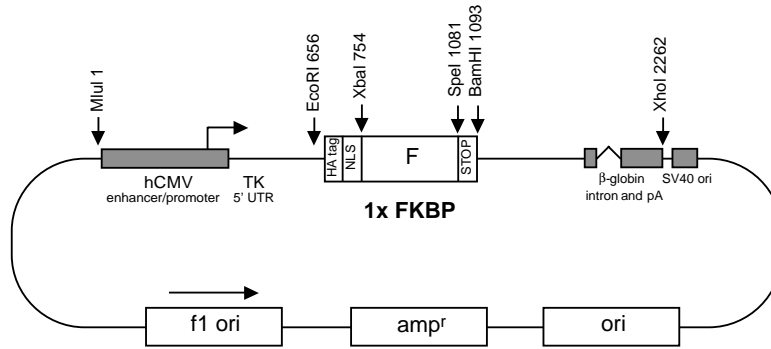 MluI 1
EcoRI 656
XbaI 754
SpeI 1081
BamHI 1093
XhoI 2262
HA tag
NLS
F
STOP
hCMV
enhancer/promoter
TK
5' UTR
1x FKBP
β-globin
intron and pA
SV40 ori
f1 ori
ampʳ
ori